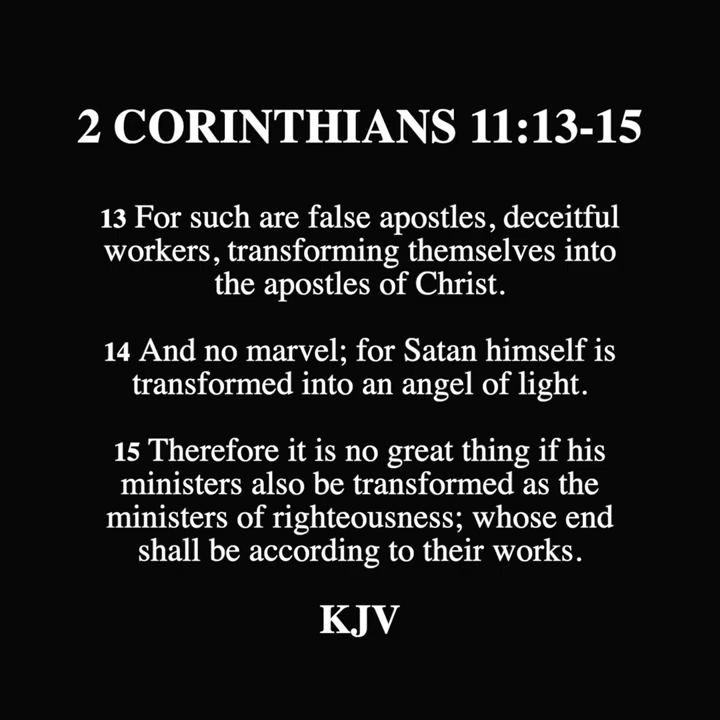 2 CORINTHIANS 11:13-15
13 For such are false apostles, deceitful
workers, transforming themselves into
the apostles of Christ.
14 And no marvel; for Satan himself is
transformed into an angel of light.
15 Therefore it is no great thing if his
ministers also be transformed as the
ministers of righteousness; whose end
shall be according to their works.
KJV